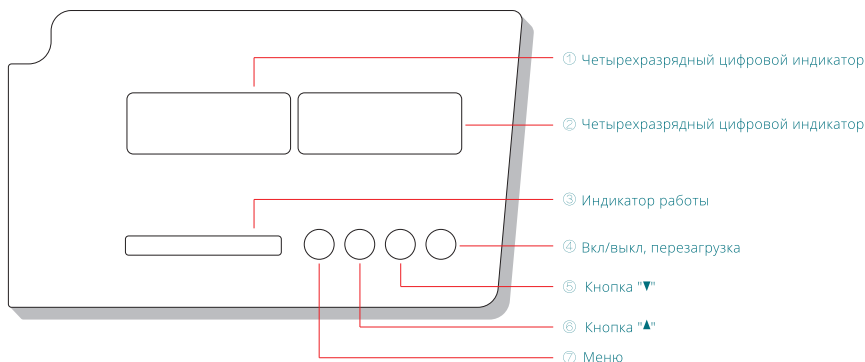 ① Четырехразрядный цифровой индикатор
② Четырехразрядный цифровой индикатор
③ Индикатор работы
④ Вкл/выкл, перезагрузка
⑤ Кнопка "▼"
⑥ Кнопка "▲"
⑦ Меню